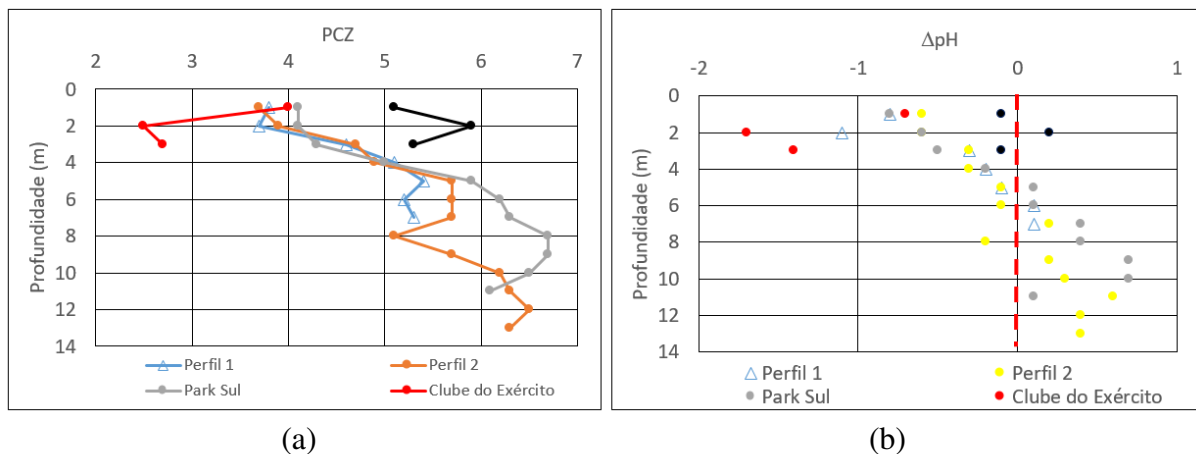 PCZ
2 3 4 5 6 7
0
2
4
6
8
10
12
14
Profundidade (m)
Perfil 1 Perfil 2
Park Sul Clube do Exército
(a)
ΔpH
-2 -1 0 1
0
2
4
6
8
10
12
14
Profundidade (m)
Perfil 1 Perfil 2
Park Sul Clube do Exército
(b)